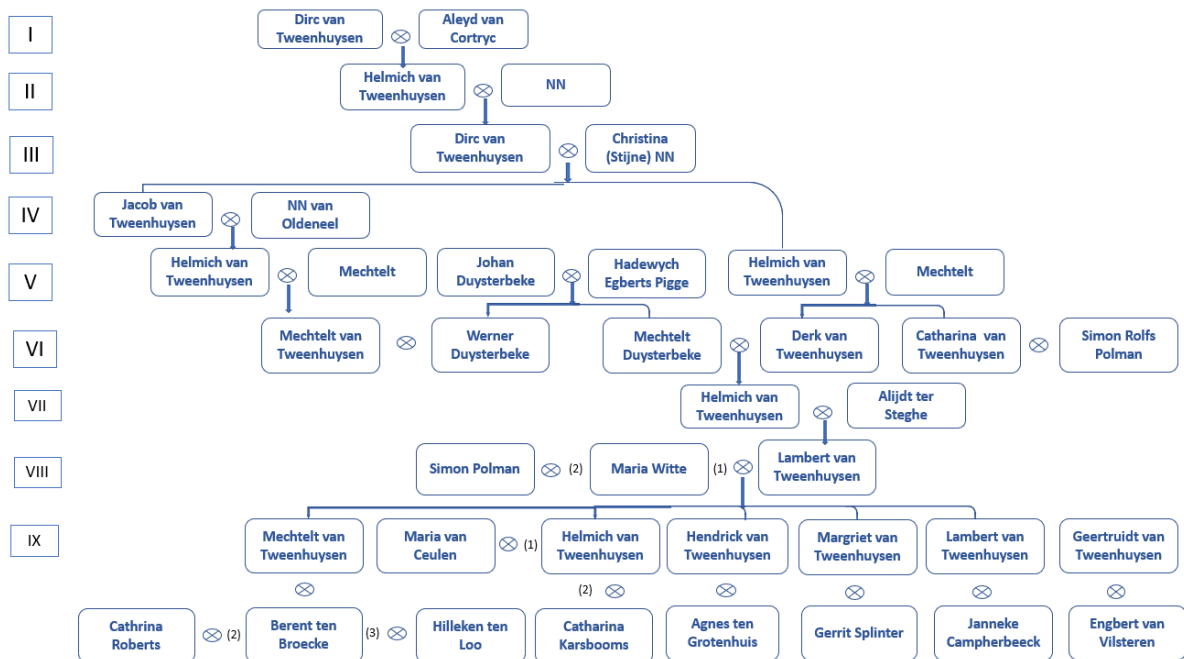 I
Dirc van
Tweenhuysen
Aleyd van
Cortryc
II
Helmich van
Tweenhuysen
NN
III
Dirc van
Tweenhuysen
Christina
(Stijne) NN
IV
Jacob van
Tweenhuysen
NN van
Oldeneel
V
Helmich van
Tweenhuysen
Mechtelt
Johan
Duysterbeke
Hadewych
Egberts Pigge
Helmich van
Tweenhuysen
Mechtelt
VI
Mechtelt van
Tweenhuysen
Werner
Duysterbeke
Mechtelt
Duysterbeke
Derk van
Tweenhuysen
Catharina van
Tweenhuysen
Simon Rolfs
Polman
VII
Helmich van
Tweenhuysen
Alijdt ter
Steghe
VIII
Simon Polman
(2)
Maria Witte
(1)
Lambert van
Tweenhuysen
IX
Mechtelt van
Tweenhuysen
Maria van
Ceulen
(1)
Helmich van
Tweenhuysen
Hendrick van
Tweenhuysen
Margriet van
Tweenhuysen
Lambert van
Tweenhuysen
Geertruidt van
Tweenhuysen
(2)
Cathrina
Roberts
(2)
Berent ten
Broecke
(3)
Hilleken ten
Loo
Catharina
Karsbooms
Agnes ten
Grotenhuis
Gerrit Splinter
Janneke
Campherbeeck
Engbert van
Vilsteren